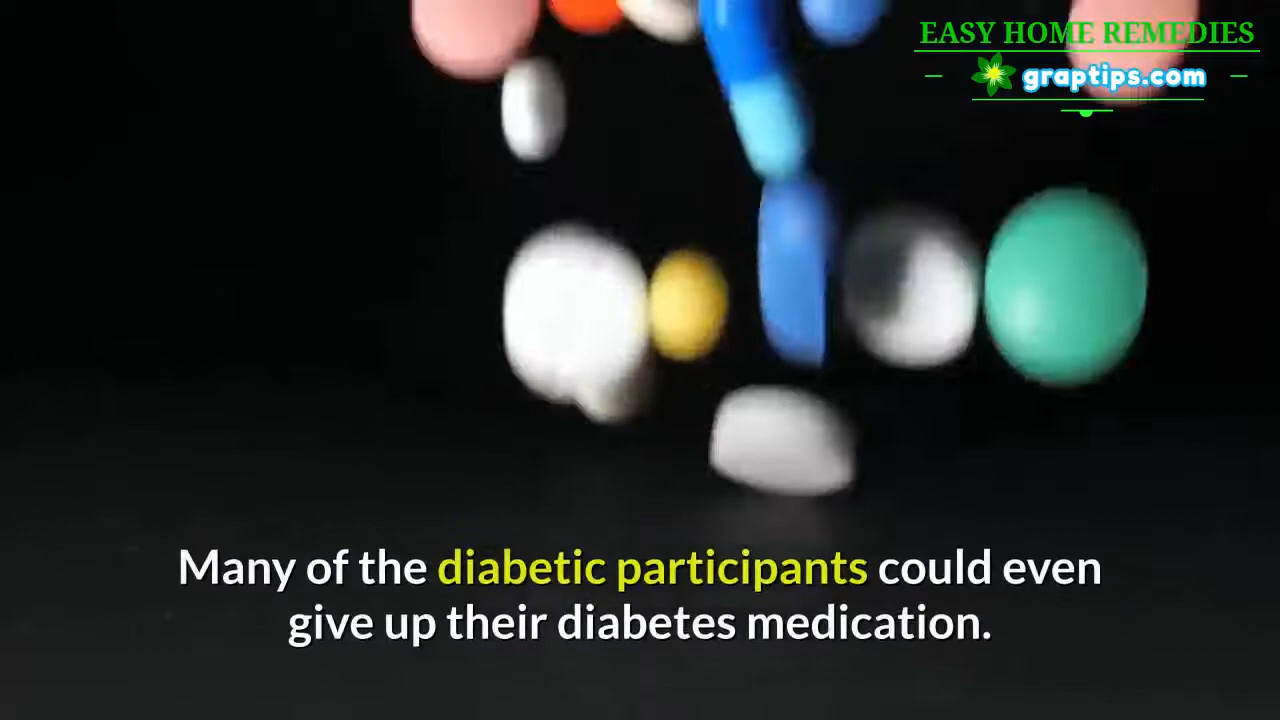 EASY HOME REMEDIES
graptips.com
Many of the diabetic participants could even
give up their diabetes medication.